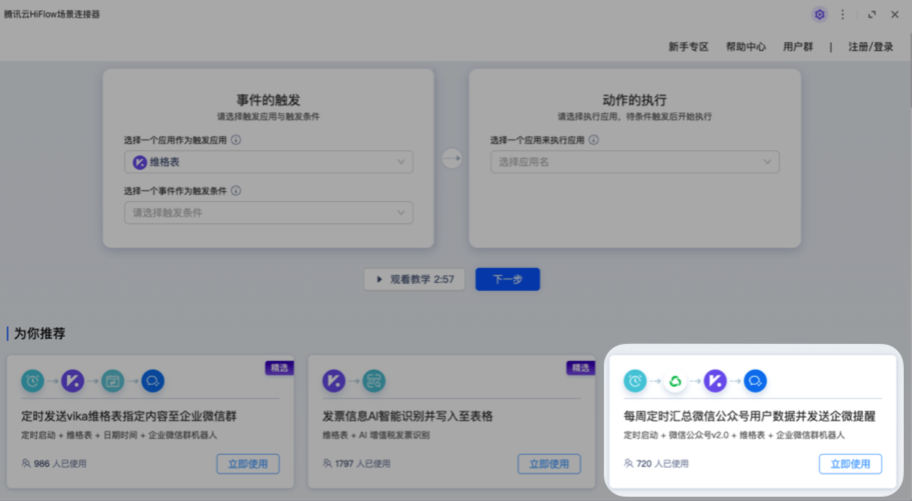 腾讯云HiFlow场景连接器
新手专区 帮助中心 用户群 | 注册/登录
事件的触发
请选择触发应用与触发条件
选择一个应用作为触发应用
维格表
选择一个事件作为触发条件
请选择触发条件
动作的执行
请选择执行应用，待条件触发后开始执行
选择一个应用来执行应用
选择应用名
观看教学 2:57
下一步
为你推荐
精选
定时发送vika维格表指定内容至企业微信群
定时启动 + 维格表 + 日期时间 + 企业微信群机器人
986 人已使用
立即使用
精选
发票信息AI智能识别并写入至表格
维格表 + AI 增值税发票识别
1797 人已使用
立即使用
每周定时汇总微信公众号用户数据并发送企微提醒
定时启动 + 微信公众号v2.0 + 维格表 + 企业微信群机器人
720 人已使用
立即使用